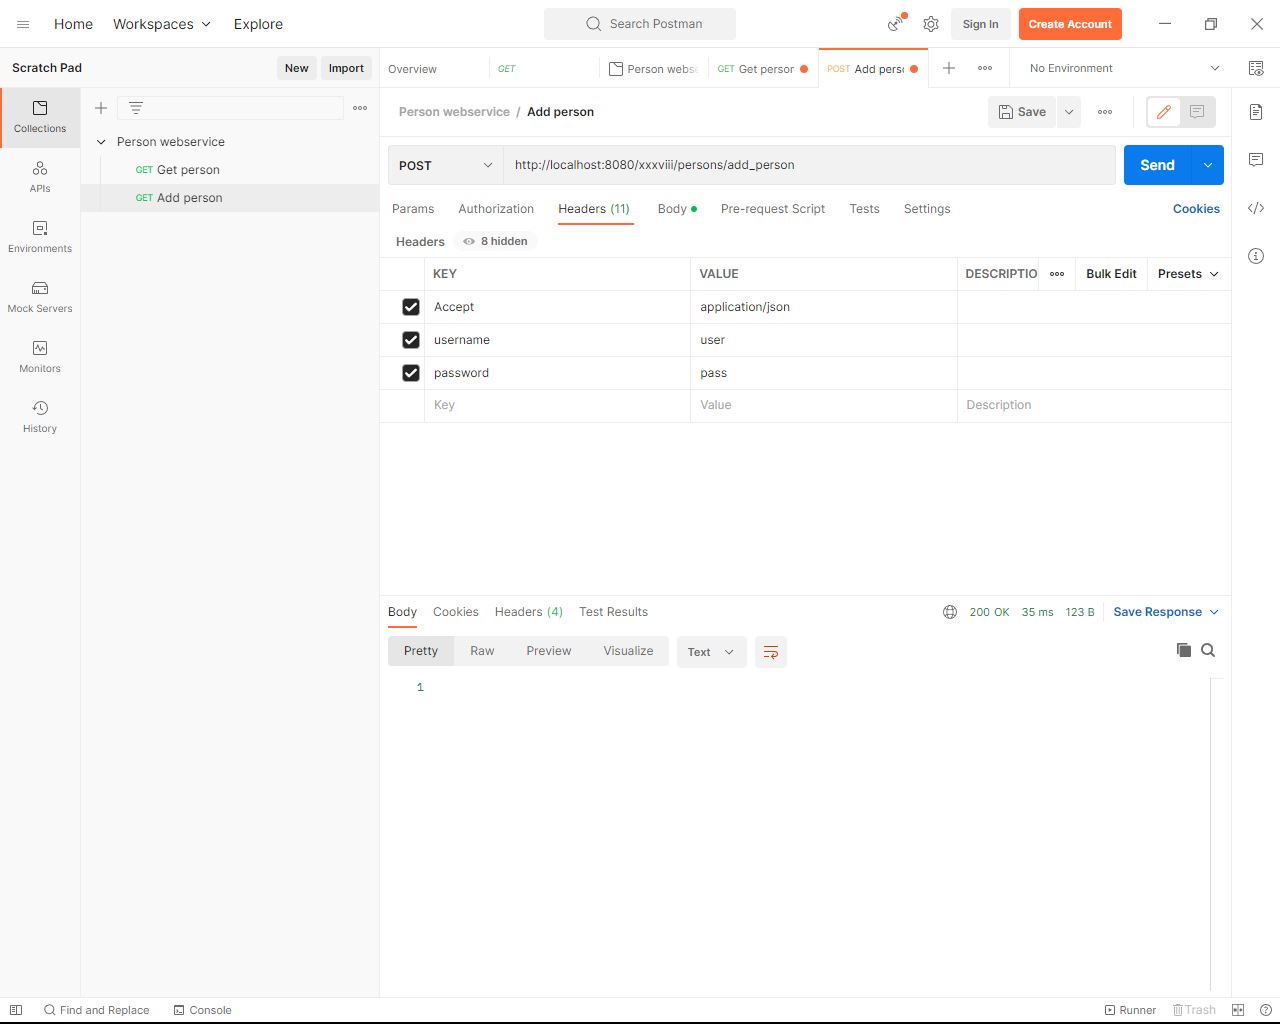 Home Workspaces Explore Search Postman Sign In Create Account
Scratch Pad New Import Overview GET Person webs GET Get person POST Add pers No Environment
Collections
APIs
Environments
Mock Servers
Monitors
History
Person webservice
GET Get person
GET Add person
Person webservice / Add person Save
POST http://localhost:8080/xxxviii/persons/add_person Send
Params Authorization Headers (11) Body Pre-request Script Tests Settings Cookies
Headers 8 hidden
KEY VALUE DESCRIPTIO Bulk Edit Presets
Accept application/json
username user
password pass
Key Value Description
Body Cookies Headers (4) Test Results 200 OK 35 ms 123 B Save Response
Pretty Raw Preview Visualize Text
1
Find and Replace Console Runner Trash